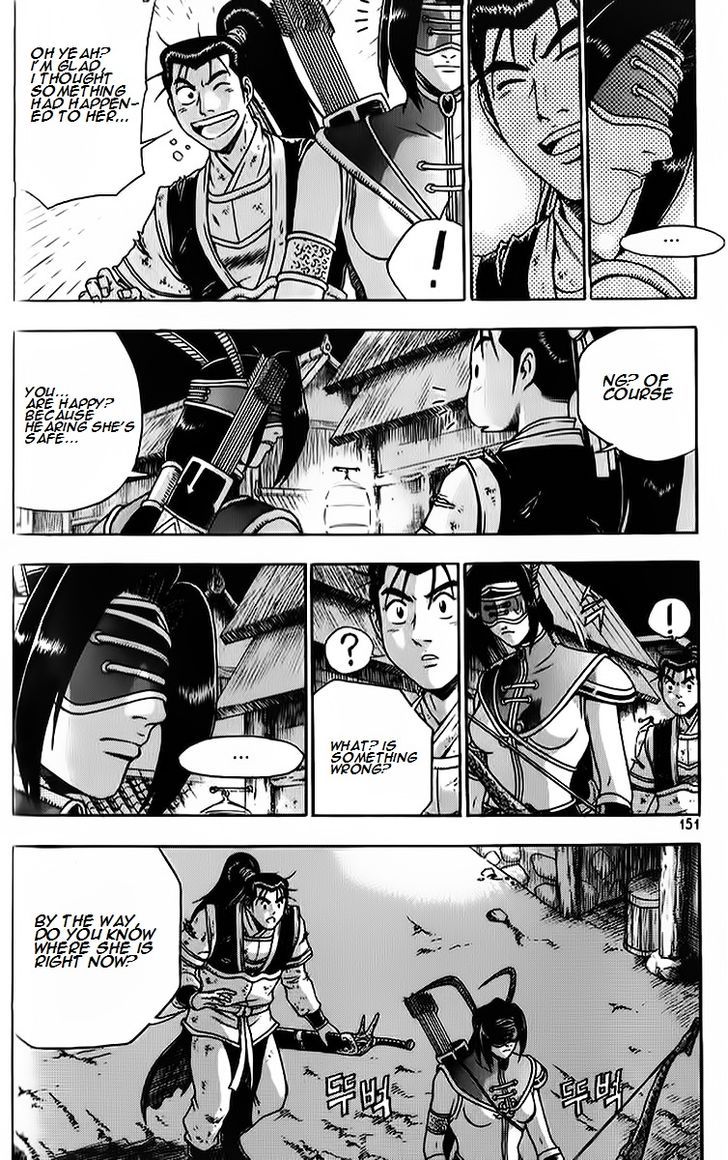 OH YEAH?
I'M GLAD,
I THOUGHT
SOMETHING
HAD HAPPEN-
ED TO HER...
!
...
YOU...
ARE HAPPY?
BECAUSE
HEARING SHE'S
SAFE...
NG? OF
COURSE
...
?
WHAT? IS
SOMETHING
WRONG?
!
151
BY THE WAY,
DO YOU KNOW
WHERE SHE IS
RIGHT NOW?
뚜벅
뚜벅